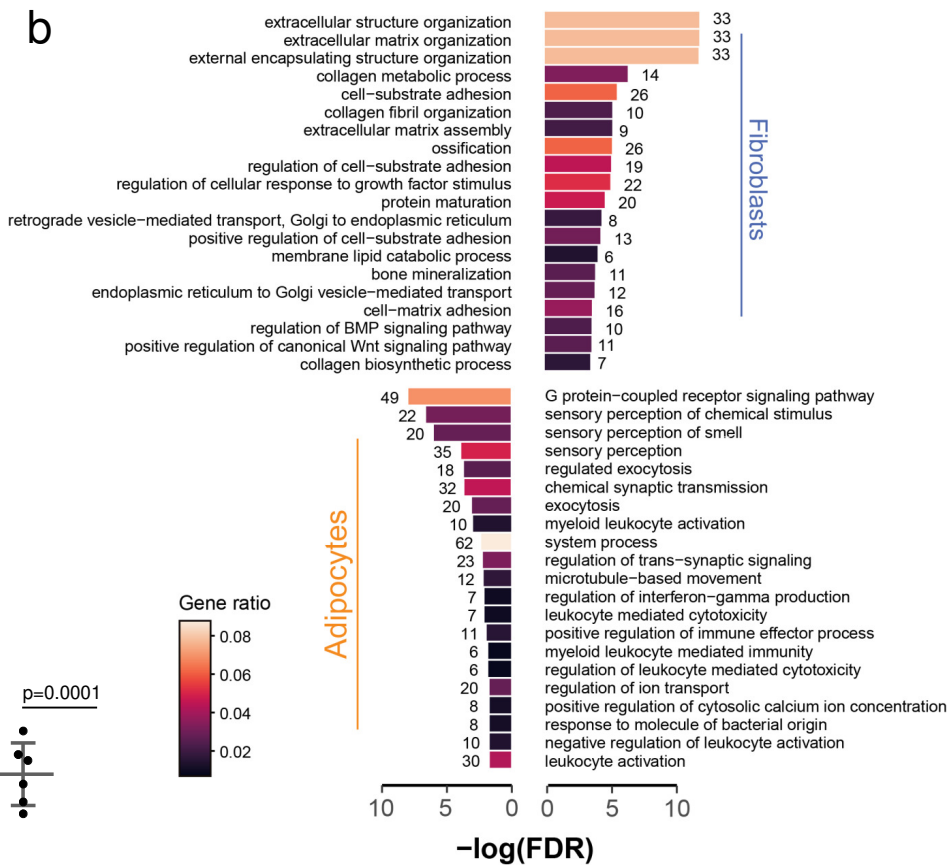 b
extracellular structure organization 33
extracellular matrix organization 33
external encapsulating structure organization 33
collagen metabolic process 14
cell−substrate adhesion 26
collagen fibril organization 10
extracellular matrix assembly 9
ossification 26
regulation of cell−substrate adhesion 19
regulation of cellular response to growth factor stimulus 22
protein maturation 20
retrograde vesicle−mediated transport, Golgi to endoplasmic reticulum 8
positive regulation of cell−substrate adhesion 13
membrane lipid catabolic process 6
bone mineralization 11
endoplasmic reticulum to Golgi vesicle−mediated transport 12
cell−matrix adhesion 16
regulation of BMP signaling pathway 10
positive regulation of canonical Wnt signaling pathway 11
collagen biosynthetic process 7
Fibroblasts
49 G protein−coupled receptor signaling pathway
22 sensory perception of chemical stimulus
20 sensory perception of smell
35 sensory perception
18 regulated exocytosis
32 chemical synaptic transmission
20 exocytosis
10 myeloid leukocyte activation
62 system process
23 regulation of trans−synaptic signaling
12 microtubule−based movement
7 regulation of interferon−gamma production
7 leukocyte mediated cytotoxicity
11 positive regulation of immune effector process
6 myeloid leukocyte mediated immunity
6 regulation of leukocyte mediated cytotoxicity
20 regulation of ion transport
8 positive regulation of cytosolic calcium ion concentration
8 response to molecule of bacterial origin
10 negative regulation of leukocyte activation
30 leukocyte activation
Adipocytes
Gene ratio
0.08
0.06
0.04
0.02
p=0.0001
10 5 0 0 5 10
−log(FDR)